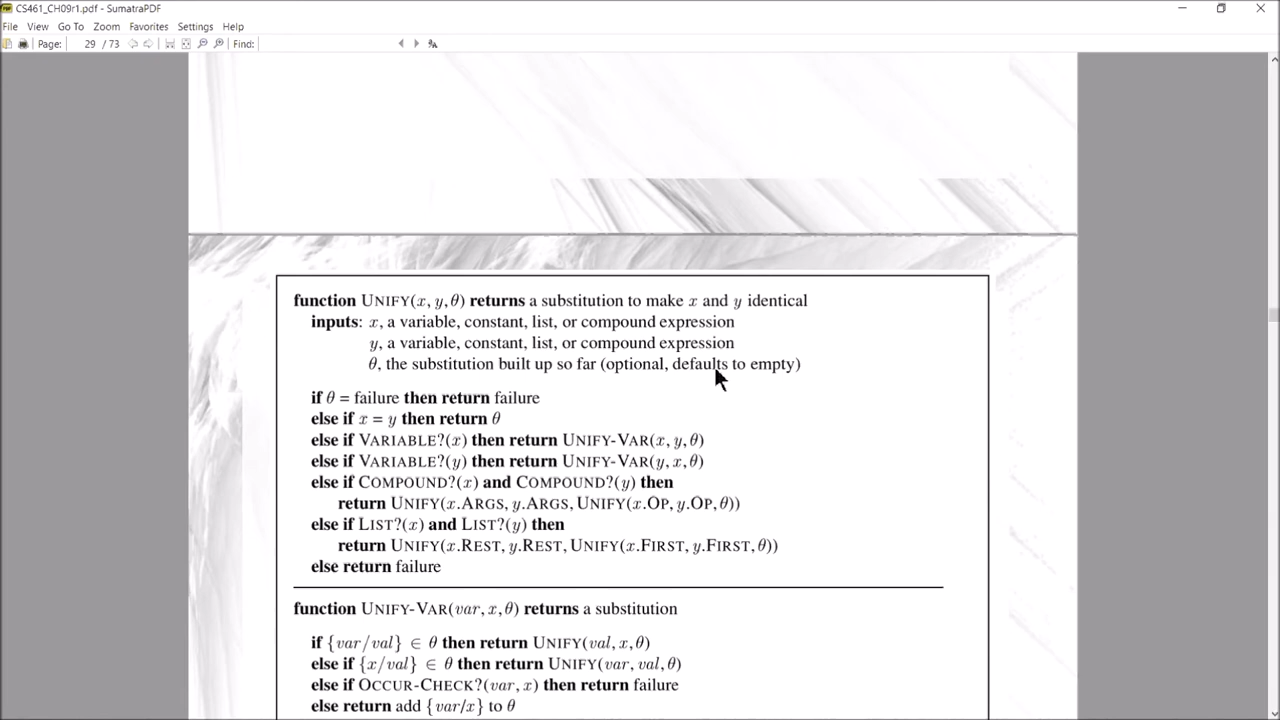 CS461_CH09r1.pdf - SumatraPDF
File View Go To Zoom Favorites Settings Help
Page: 29 / 73 Find:
function UNIFY(x, y, θ) returns a substitution to make x and y identical
inputs: x, a variable, constant, list, or compound expression
y, a variable, constant, list, or compound expression
θ, the substitution built up so far (optional, defaults to empty)
if θ = failure then return failure
else if x = y then return θ
else if VARIABLE?(x) then return UNIFY-VAR(x, y, θ)
else if VARIABLE?(y) then return UNIFY-VAR(y, x, θ)
else if COMPOUND?(x) and COMPOUND?(y) then
return UNIFY(x.ARGS, y.ARGS, UNIFY(x.OP, y.OP, θ))
else if LIST?(x) and LIST?(y) then
return UNIFY(x.REST, y.REST, UNIFY(x.FIRST, y.FIRST, θ))
else return failure
function UNIFY-VAR(var, x, θ) returns a substitution
if {var/val} ∈ θ then return UNIFY(val, x, θ)
else if {x/val} ∈ θ then return UNIFY(var, val, θ)
else if OCCUR-CHECK?(var, x) then return failure
else return add {var/x} to θ